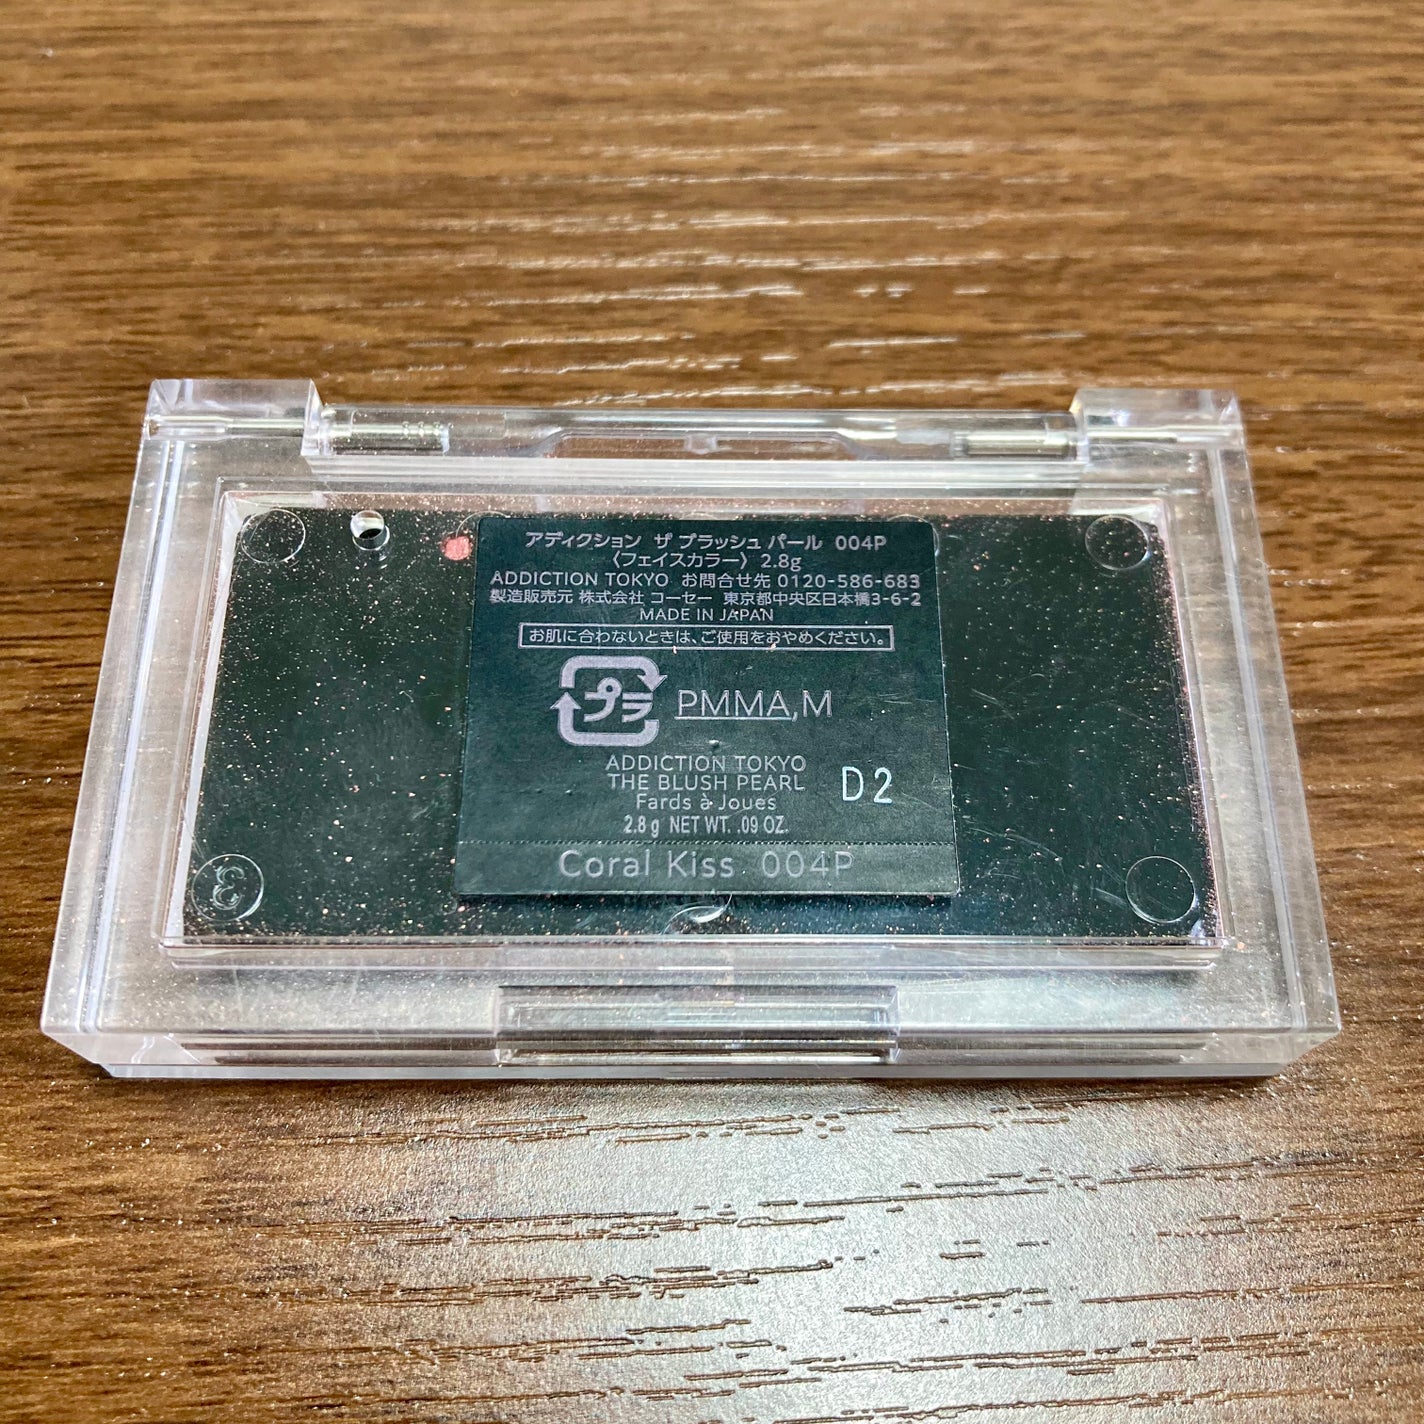 アディクション ザ ブラッシュ パール 004P
〈フェイスカラー〉 2.8g
ADDICTION TOKYO お問合せ先 0120-586-683
製造販売元 株式会社 コーセー 東京都中央区日本橋3-6-2
MADE IN JAPAN
お肌に合わないときは、ご使用をおやめください。
プラ PMMA,M
ADDICTION TOKYO
THE BLUSH PEARL
Fards à Joues
D2
2.8 g NET WT. .09 OZ.
Coral Kiss 004P
3